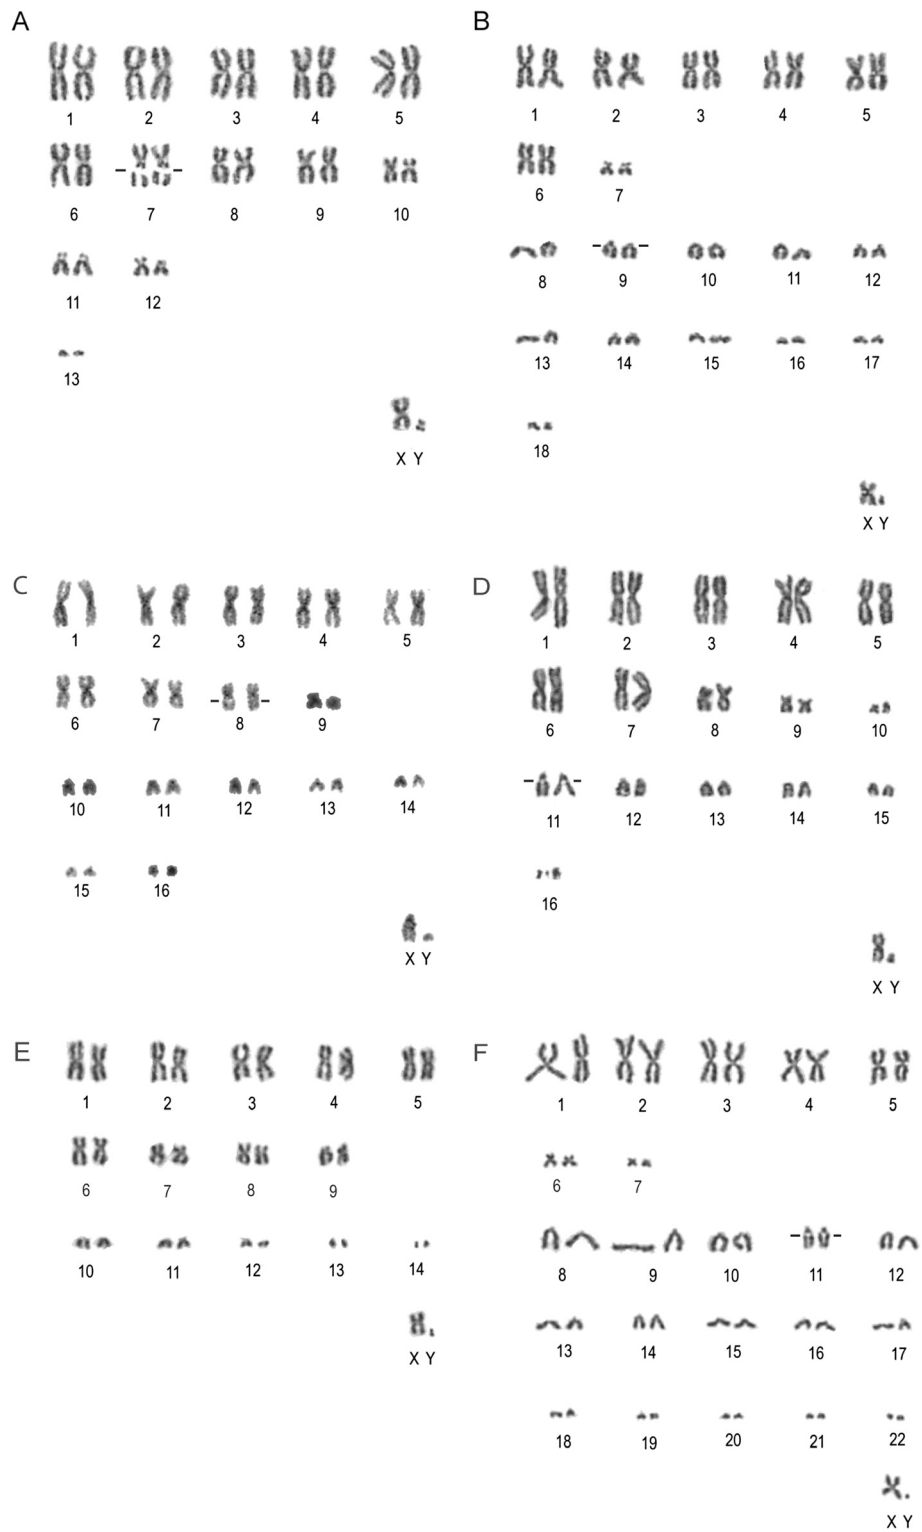 A
1 2 3 4 5
6 7 8 9 10
11 12
13
X Y
B
1 2 3 4 5
6 7
8 9 10 11 12
13 14 15 16 17
18
X Y
C
1 2 3 4 5
6 7 8 9
10 11 12 13 14
15 16
X Y
D
1 2 3 4 5
6 7 8 9 10
11 12 13 14 15
16
X Y
E
1 2 3 4 5
6 7 8 9
10 11 12 13 14
X Y
F
1 2 3 4 5
6 7
8 9 10 11 12
13 14 15 16 17
18 19 20 21 22
X Y